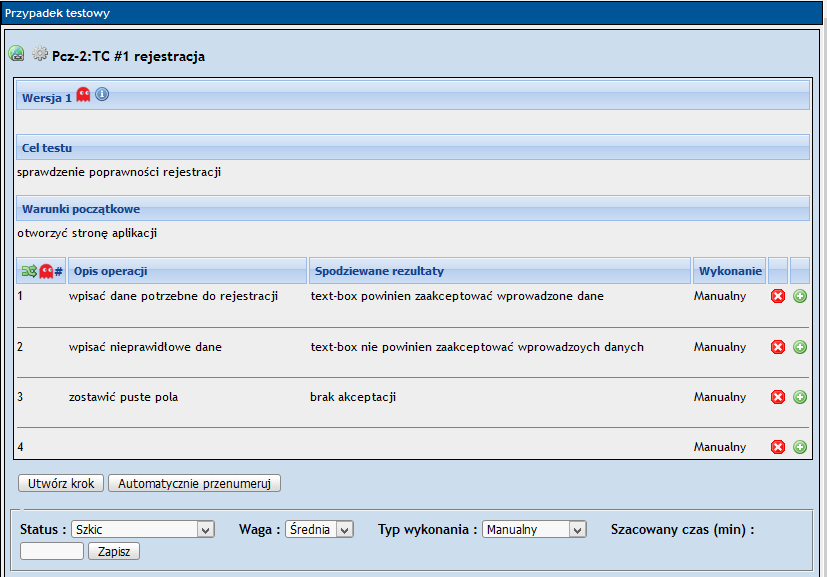 Przypadek testowy
Pcz-2:TC #1 rejestracja
Wersja 1
Cel testu
sprawdzenie poprawności rejestracji
Warunki początkowe
otworzyć stronę aplikacji
# Opis operacji Spodziewane rezultaty Wykonanie
1 wpisać dane potrzebne do rejestracji text-box powinien zaakceptować wprowadzone dane Manualny
2 wpisać nieprawidłowe dane text-box nie powinien zaakceptować wprowadzoych danych Manualny
3 zostawić puste pola brak akceptacji Manualny
4 Manualny
Utwórz krok Automatycznie przenumeruj
Status : Szkic Waga : Średnia Typ wykonania : Manualny Szacowany czas (min) :
Zapisz